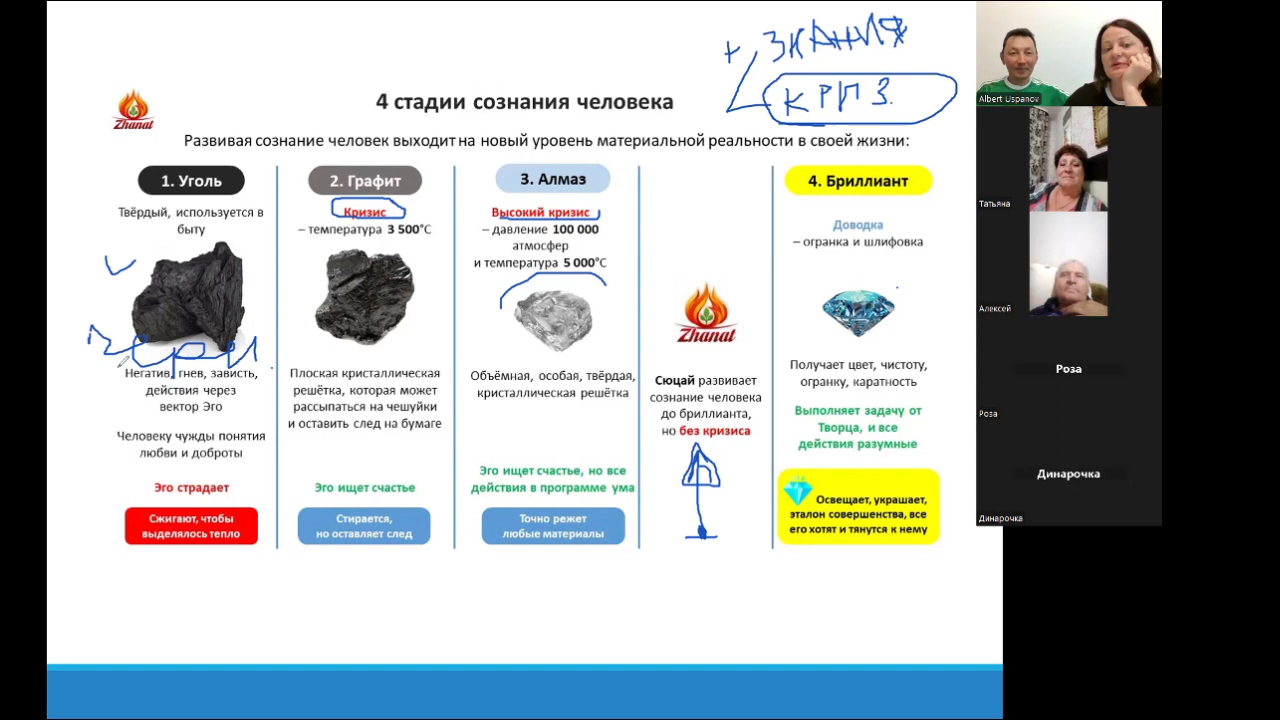 + ЗНАНИЯ
КРИЗ
Zhanat
4 стадии сознания человека
Развивая сознание человек выходит на новый уровень материальной реальности в своей жизни:
1. Уголь
Твёрдый, используется в
быту
Негатив, гнев, зависть,
действия через
вектор Эго
Человеку чужды понятия
любви и доброты
Эго страдает
Сжигают, чтобы
выделялось тепло
2. Графит
Кризис
– температура 3 500°С
Плоская кристаллическая
решётка, которая может
рассыпаться на чешуйки
и оставить след на бумаге
Эго ищет счастье
Стирается,
но оставляет след
3. Алмаз
Высокий кризис
– давление 100 000
атмосфер
и температура 5 000°С
Объёмная, особая, твёрдая,
кристаллическая решётка
Эго ищет счастье, но все
действия в программе ума
Точно режет
любые материалы
Zhanat
Сюцай развивает
сознание человека
до бриллианта,
но без кризиса
4. Бриллиант
Доводка
– огранка и шлифовка
Получает цвет, чистоту,
огранку, каратность
Выполняет задачу от
Творца, и все
действия разумные
Освещает, украшает,
эталон совершенства, все
его хотят и тянутся к нему
Albert Uspanov
Татьяна
Алексей
Роза
Роза
Динарочка
Динарочка